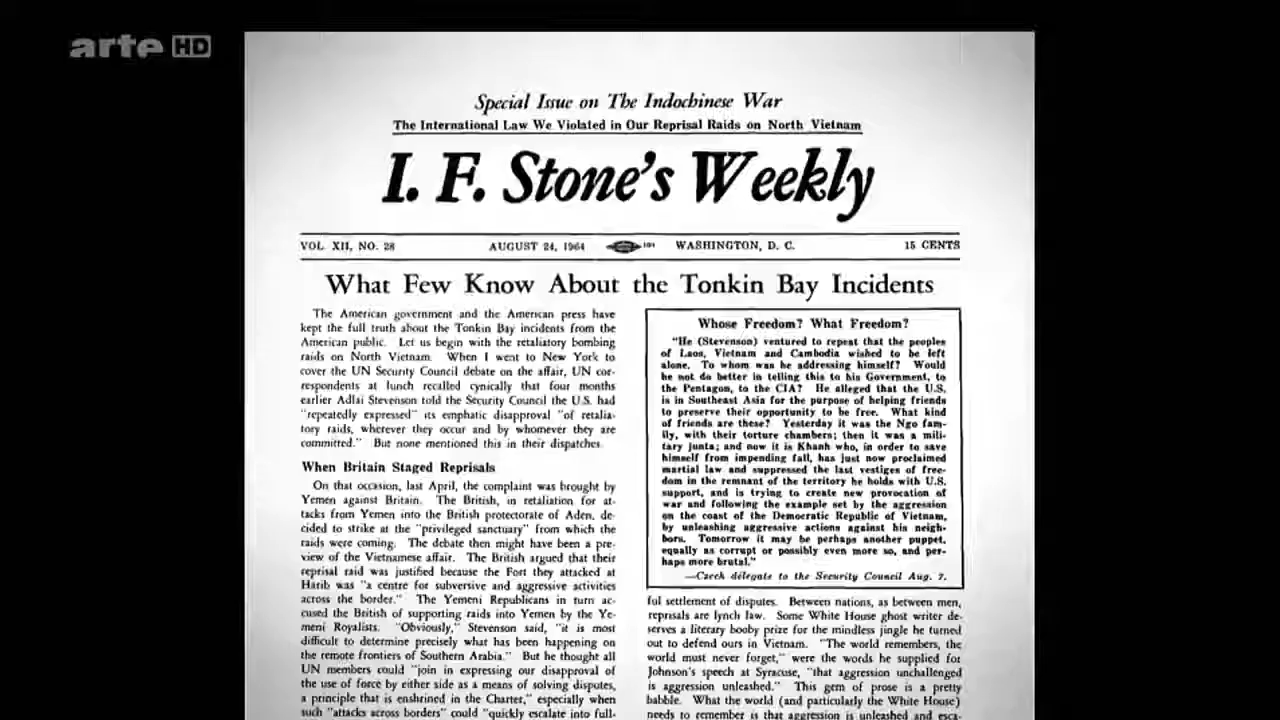 arte HD
Special Issue on The Indochinese War
The International Law We Violated in Our Reprisal Raids on North Vietnam
I. F. Stone's Weekly
VOL. XII, NO. 28 AUGUST 24, 1964 WASHINGTON, D. C. 15 CENTS
What Few Know About the Tonkin Bay Incidents
The American government and the American press have
kept the full truth about the Tonkin Bay incidents from the
American public. Let us begin with the retaliatory bombing
raids on North Vietnam. When I went to New York to
cover the UN Security Council debate on the affair, UN cor-
respondents at lunch recalled cynically that four months
earlier Adlai Stevenson told the Security Council the U.S. had
"repeatedly expressed" its emphatic disapproval "of retalia-
tory raids, wherever they occur and by whomever they are
committed." But none mentioned this in their dispatches.
When Britain Staged Reprisals
On that occasion, last April, the complaint was brought by
Yemen against Britain. The British, in retaliation for at-
tacks from Yemen into the British protectorate of Aden, de-
cided to strike at the "privileged sanctuary" from which the
raids were coming. The debate then might have been a pre-
view of the Vietnamese affair. The British argued that their
reprisal raid was justified because the Fort they attacked at
Harib was "a centre for subversive and aggressive activities
across the border." The Yemeni Republicans in turn ac-
cused the British of supporting raids into Yemen by the Ye-
meni Royalists. "Obviously," Stevenson said, "it is most
difficult to determine precisely what has been happening on
the remote frontiers of Southern Arabia." But he thought all
UN members could "join in expressing our disapproval of
the use of force by either side as a means of solving disputes,
a principle that is enshrined in the Charter," especially when
such "attacks across borders" could "quickly escalate into full-
Whose Freedom? What Freedom?
"He (Stevenson) ventured to repeat that the peoples
of Laos, Vietnam and Cambodia wished to be left
alone. To whom was he addressing himself? Would
he not do better in telling this to his Government, to
the Pentagon, to the CIA? He alleged that the U.S.
is in Southeast Asia for the purpose of helping friends
to preserve their opportunity to be free. What kind
of friends are these? Yesterday it was the Ngo fam-
ily, with their torture chambers; then it was a mili-
tary junta; and now it is Khanh who, in order to save
himself from impending fall, has just now proclaimed
martial law and suppressed the last vestiges of free-
dom in the remnant of the territory he holds with U.S.
support, and is trying to create new provocation of
war and following the example set by the aggression
on the coast of the Democratic Republic of Vietnam,
by unleashing aggressive actions against his neigh-
bors. Tomorrow it may be perhaps another puppet,
equally as corrupt or possibly even more so, and per-
haps more brutal."
—Czech delegate to the Security Council Aug. 7.
ful settlement of disputes. Between nations, as between men,
reprisals are lynch law. Some White House ghost writer de-
serves a literary booby prize for the mindless jingle he turned
out to defend ours in Vietnam. "The world remembers, the
world must never forget," were the words he supplied for
Johnson's speech at Syracuse, "that aggression unchallenged
is aggression unleashed." This gem of prose is a pretty
babble. What the world (and particularly the White House)
needs to remember is that aggression is unleashed and esca-